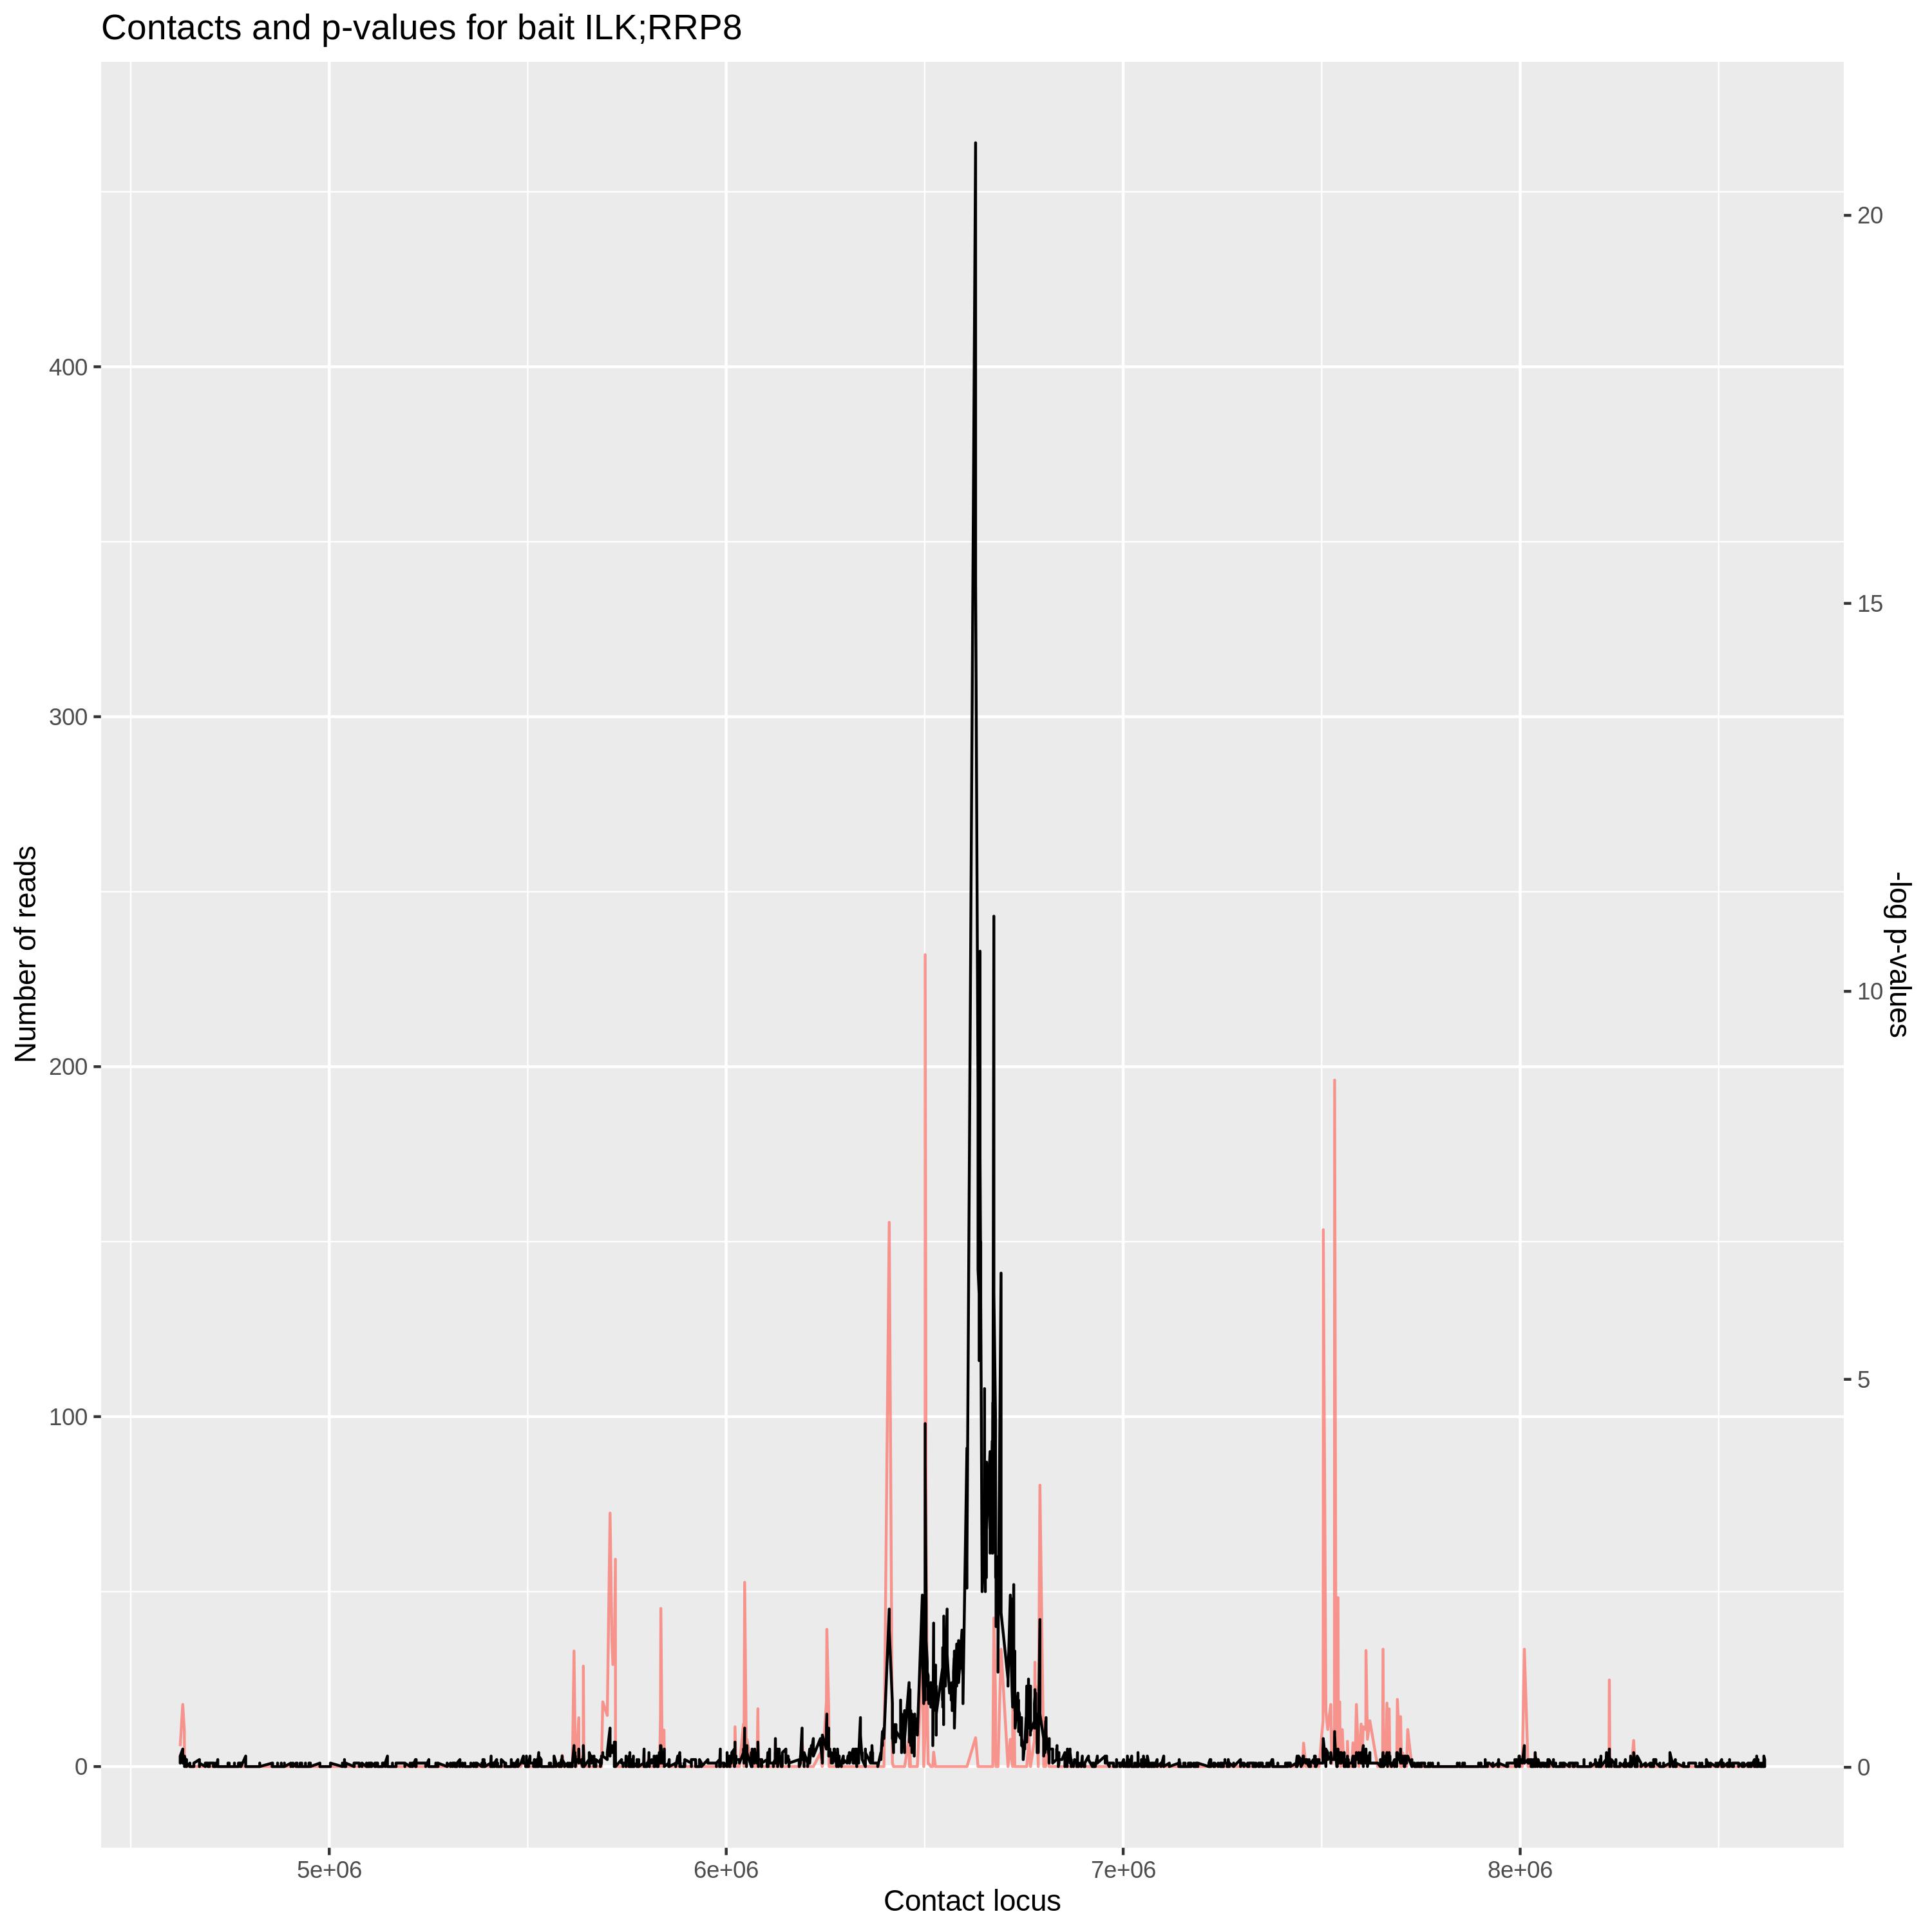 Contacts and p-values for bait ILK;RRP8
400
300
200
100
0
Number of reads
20
15
10
5
0
-log p-values
5e+06
6e+06
7e+06
8e+06
Contact locus